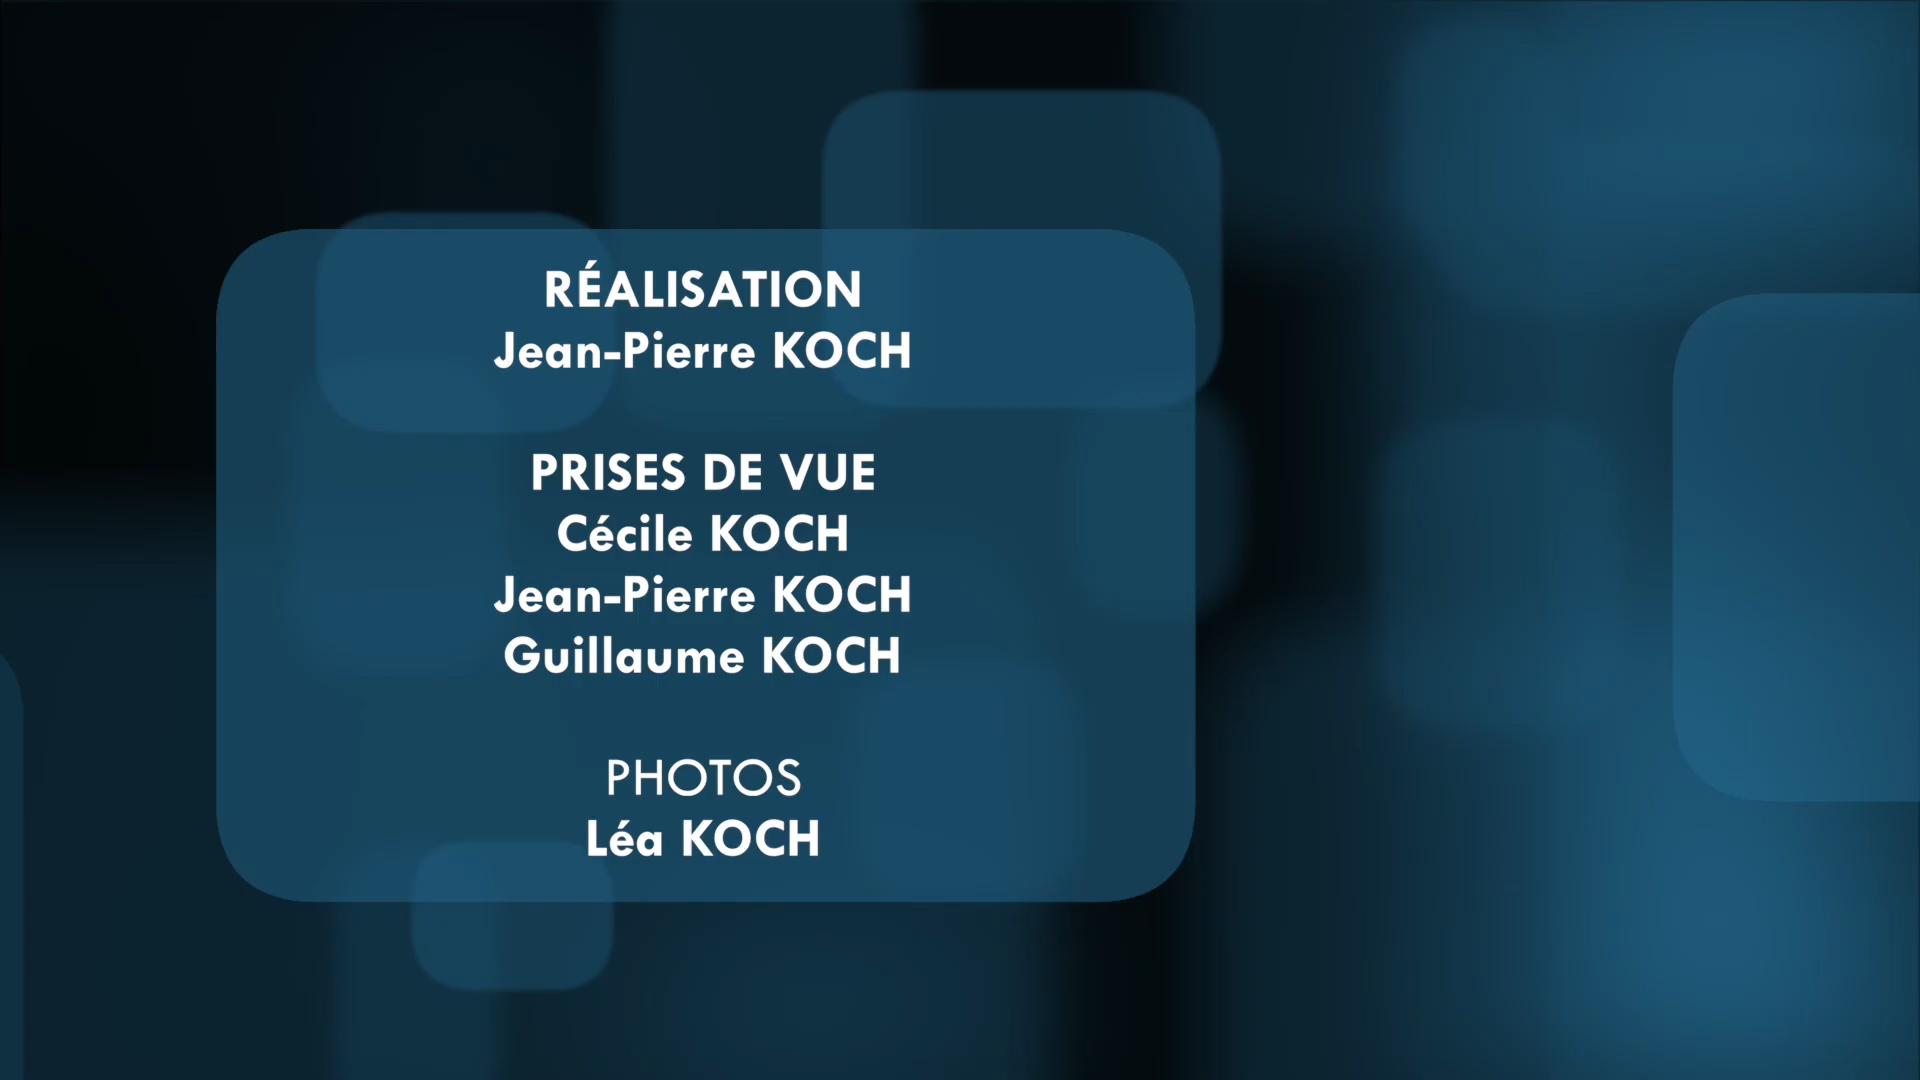 RÉALISATION
Jean-Pierre KOCH
PRISES DE VUE
Cécile KOCH
Jean-Pierre KOCH
Guillaume KOCH
PHOTOS
Léa KOCH